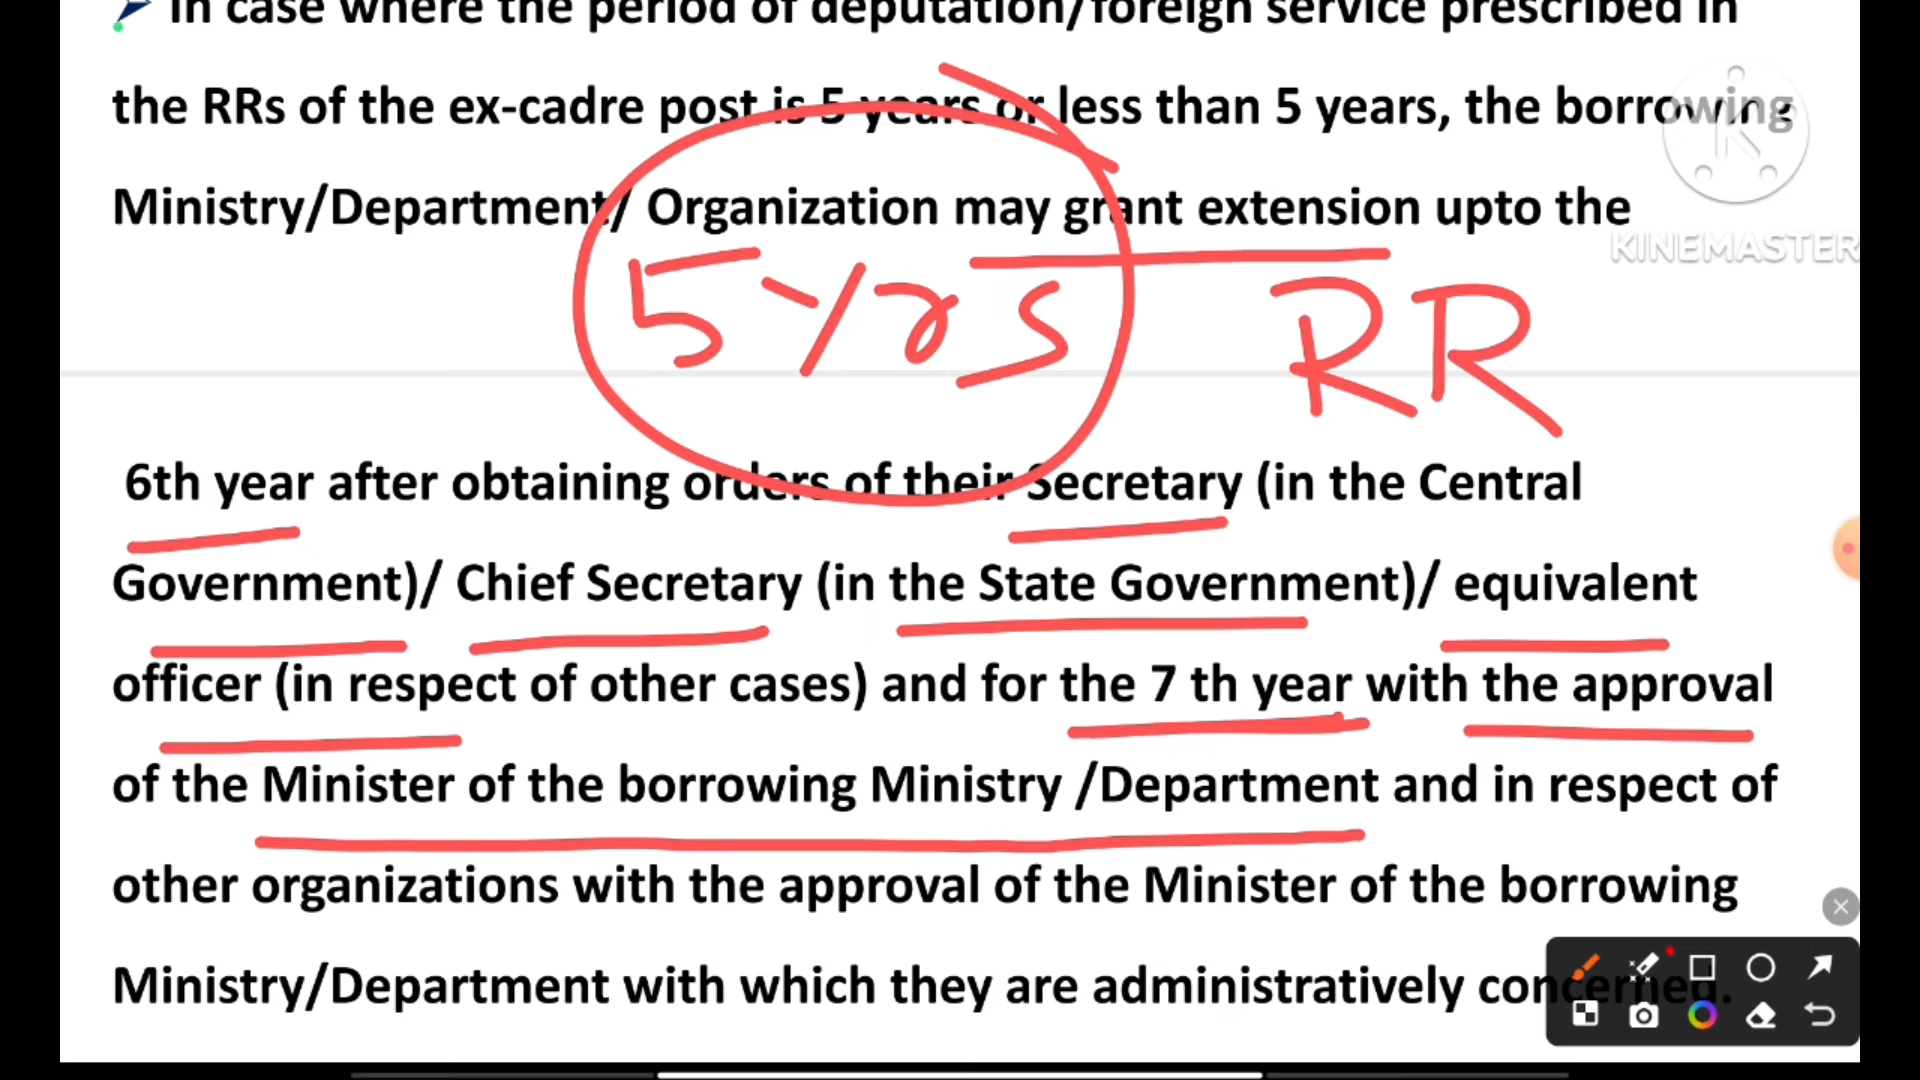 In case where the period of deputation/foreign service prescribed in
the RRs of the ex-cadre post is 5 years or less than 5 years, the borrowing
Ministry/Department/ Organization may grant extension upto the
KINEMASTER
5 Yrs RR
6th year after obtaining orders of their Secretary (in the Central
Government)/ Chief Secretary (in the State Government)/ equivalent
officer (in respect of other cases) and for the 7 th year with the approval
of the Minister of the borrowing Ministry /Department and in respect of
other organizations with the approval of the Minister of the borrowing
Ministry/Department with which they are administratively concerned.